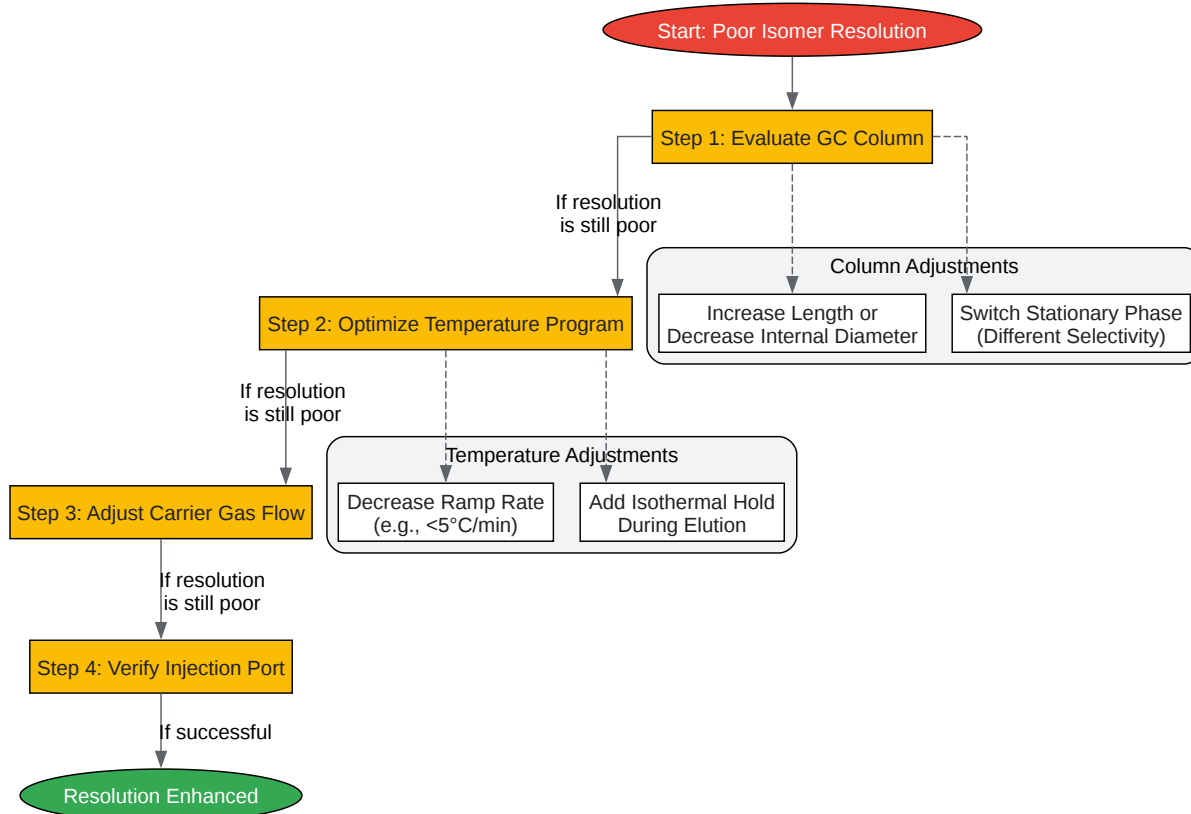 Start: Poor Isomer Resolution
Step 1: Evaluate GC Column
If resolution
is still poor
Column Adjustments
Increase Length or
Decrease Internal Diameter
Switch Stationary Phase
(Different Selectivity)
Step 2: Optimize Temperature Program
If resolution
is still poor
Temperature Adjustments
Decrease Ramp Rate
(e.g., <5°C/min)
Add Isothermal Hold
During Elution
Step 3: Adjust Carrier Gas Flow
If resolution
is still poor
Step 4: Verify Injection Port
If successful
Resolution Enhanced